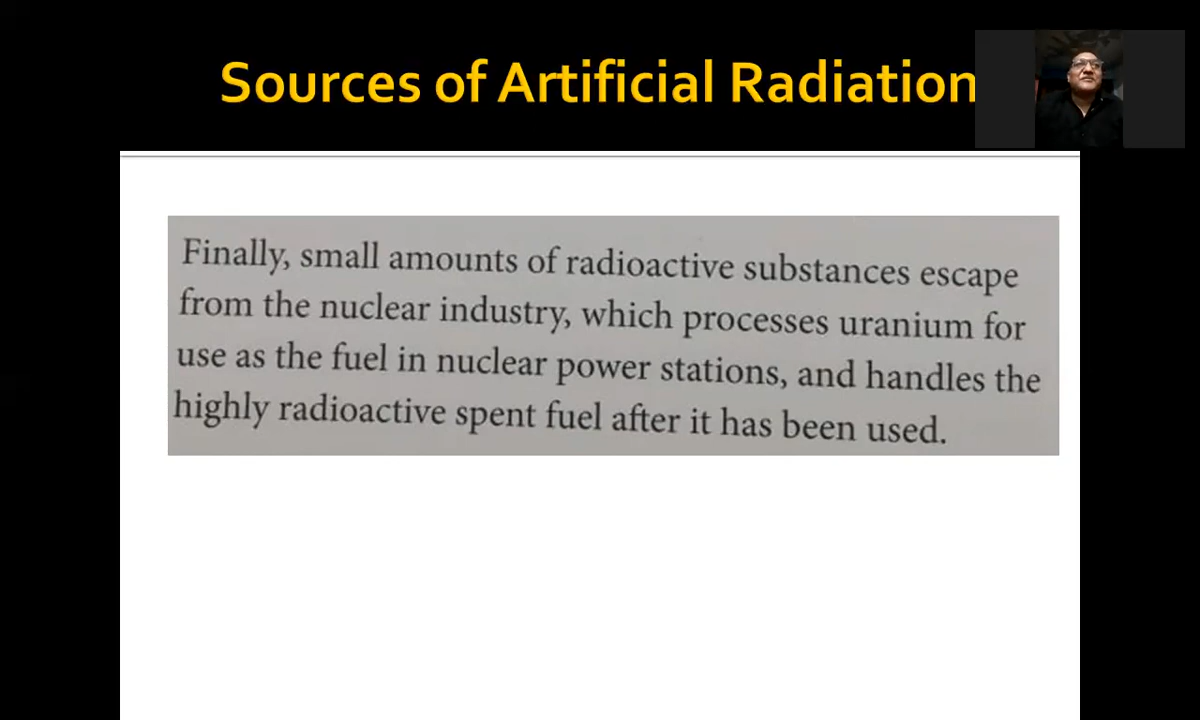 Sources of Artificial Radiation
Finally, small amounts of radioactive substances escape
from the nuclear industry, which processes uranium for
use as the fuel in nuclear power stations, and handles the
highly radioactive spent fuel after it has been used.